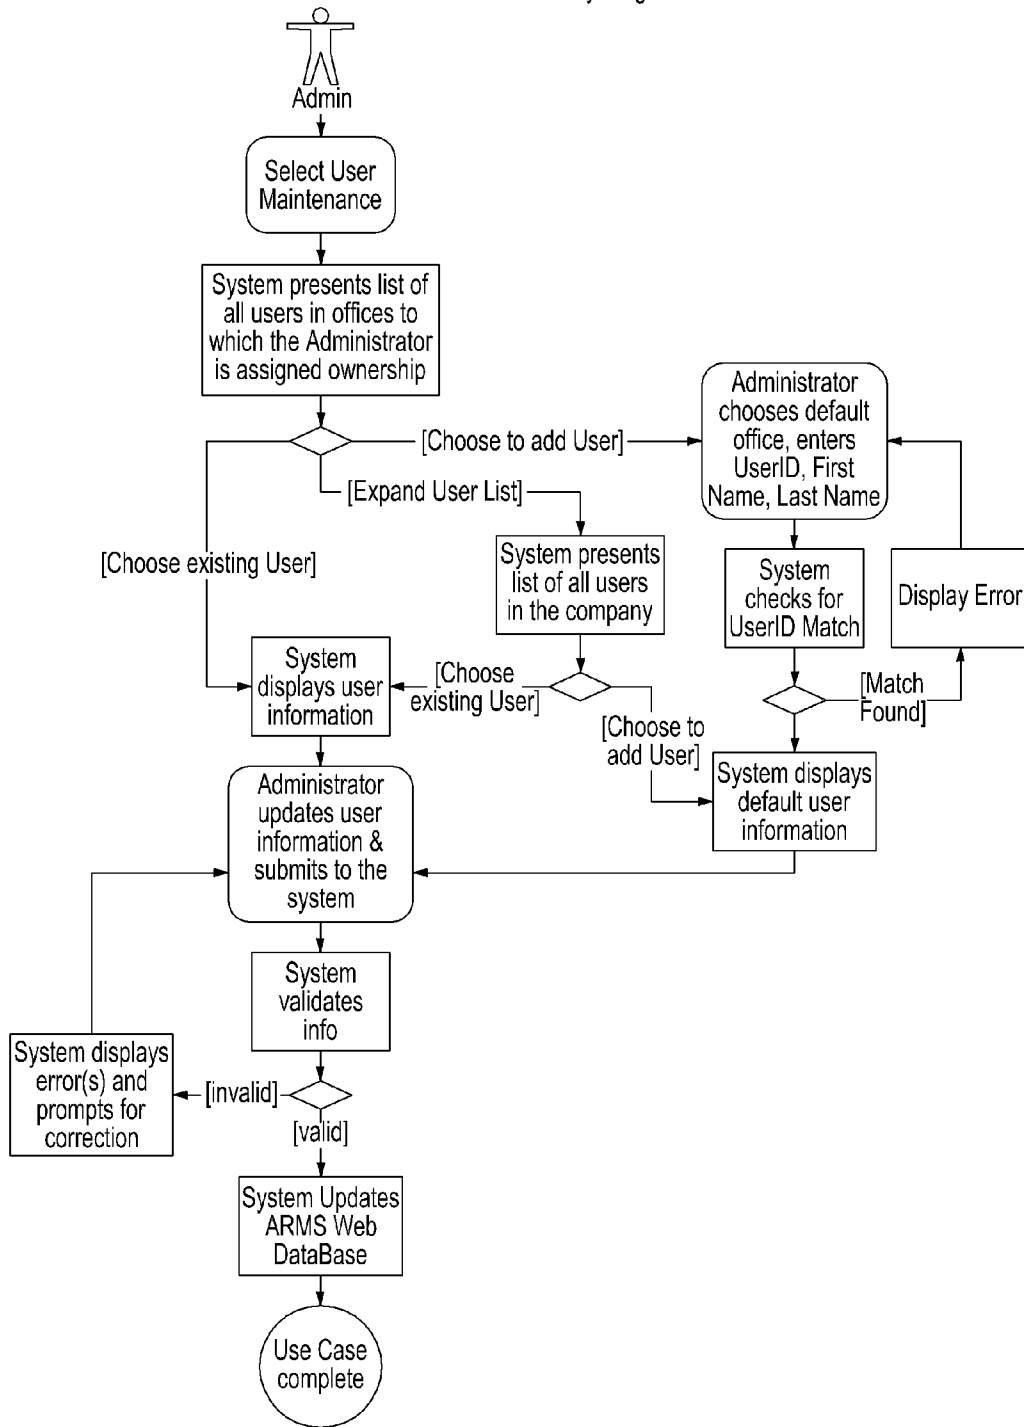 Admin
Select User
Maintenance
System presents list of
all users in offices to
which the Administrator
is assigned ownership
[Choose to add User]
[Expand User List]
[Choose existing User]
Administrator
chooses default
office, enters
UserID, First
Name, Last Name
System presents
list of all users
in the company
System
checks for
UserID Match
Display Error
System
displays user
information
[Choose
existing User]
[Choose to
add User]
[Match
Found]
System displays
default user
information
Administrator
updates user
information &
submits to the
system
System
validates
info
System displays
error(s) and
prompts for
correction
[invalid]
[valid]
System Updates
ARMS Web
DataBase
Use Case
complete